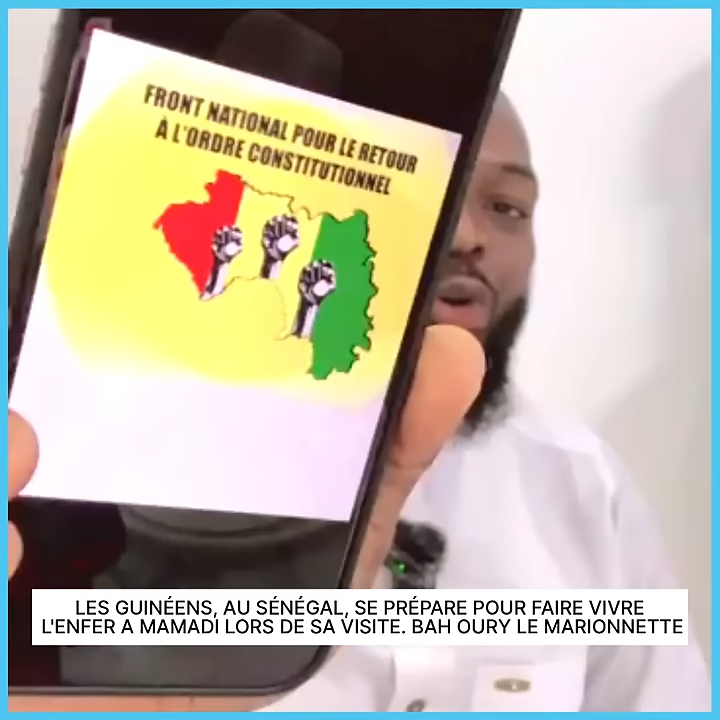 FRONT NATIONAL POUR LE RETOUR
À L'ORDRE CONSTITUTIONNEL
LES GUINÉENS, AU SÉNÉGAL, SE PRÉPARE POUR FAIRE VIVRE
L'ENFER A MAMADI LORS DE SA VISITE. BAH OURY LE MARIONNETTE